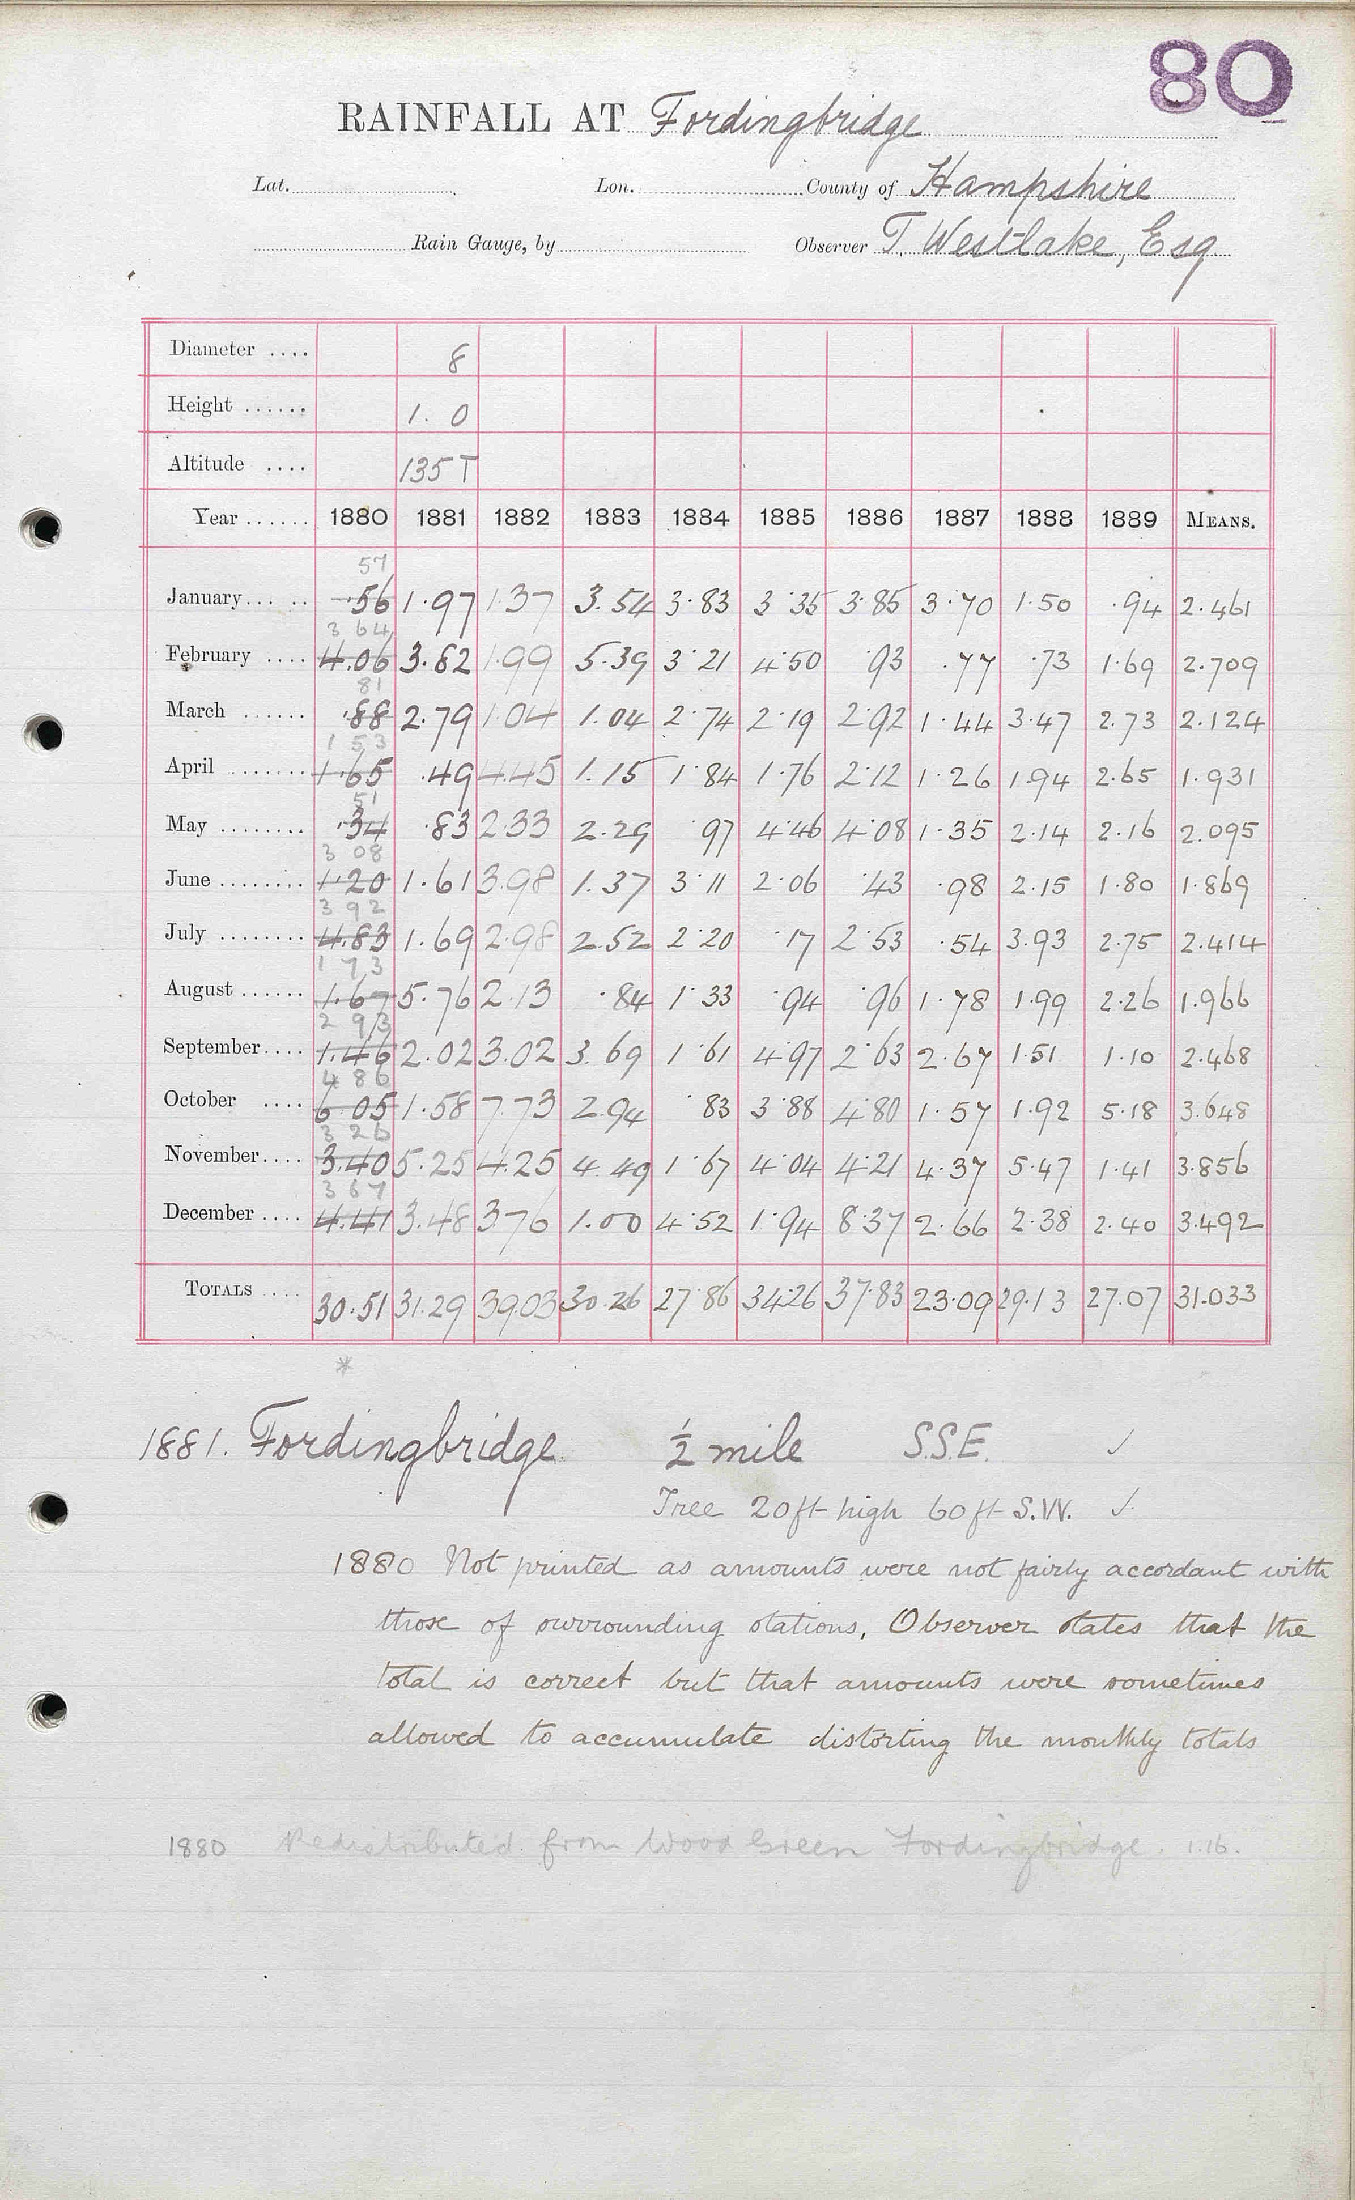 80
RAINFALL AT Fordingbridge
Lat. Lon. County of Hampshire
Rain Gauge, by Observer T. Westlake, Esq
Diameter .... 8
Height ...... 1. 0
Altitude .... 135 T
Year ...... 1880 1881 1882 1883 1884 1885 1886 1887 1888 1889 MEANS.
57
January ... .. .56 1.97 1.37 3.54 3.83 3.35 3.85 3.70 1.50 .94 2.461
3 64
February .... 4.06 3.82 1.99 5.39 3.21 4.50 .93 .77 .73 1.69 2.709
81
March ...... .88 2.79 1.04 1.04 2.74 2.19 2.92 1.44 3.47 2.73 2.124
1 53
April ........ 1.65 .49 4.45 1.15 1.84 1.76 2.12 1.26 1.94 2.65 1.931
51
May ........ .34 .83 2.33 2.29 97 4.46 4.08 1.35 2.14 2.16 2.095
3 08
June ........ 1.20 1.61 3.98 1.37 3.11 2.06 .43 .98 2.15 1.80 1.869
3 92
July ........ 4.83 1.69 2.98 2.52 2.20 .17 2.53 .54 3.93 2.75 2.414
1 73
August ...... 1.67 5.76 2.13 .84 1.33 .94 .96 1.78 1.99 2.26 1.966
2 93
September .... 1.46 2.02 3.02 3.69 1.61 4.97 2.63 2.67 1.51 1.10 2.468
4 86
October .... 6.05 1.58 7.73 2.94 .83 3.88 4.80 1.57 1.92 5.18 3.648
3 26
November .... 3.40 5.25 4.25 4.49 1.67 4.04 4.21 4.37 5.47 1.41 3.856
3 67
December .... 4.41 3.48 3.76 1.00 4.52 1.94 8.37 2.66 2.38 2.40 3.492
TOTALS .... 30.51 31.29 39.03 30.26 27.86 34.26 37.83 23.09 29.13 27.07 31.033
*
1881. Fordingbridge ½ mile S.S.E. ✓
Tree 20ft high 60ft S.W. ✓
1880 Not printed as amounts were not fairly accordant with
those of surrounding stations. Observer states that the
total is correct but that amounts were sometimes
allowed to accumulate distorting the monthly totals
1880 Redistributed from Wood Green Fordingbridge. 1.16.